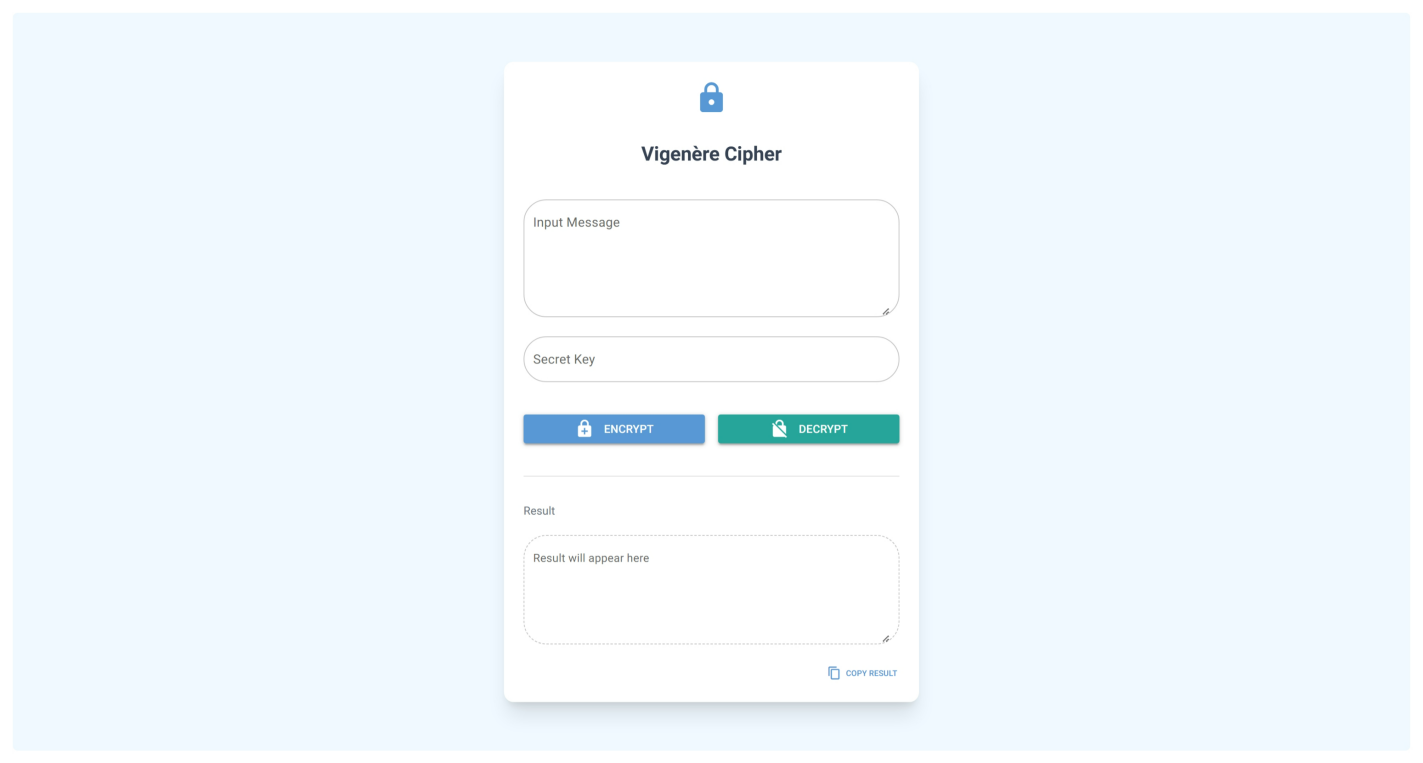 Vigenère Cipher
Input Message
Secret Key
ENCRYPT DECRYPT
Result
Result will appear here
COPY RESULT